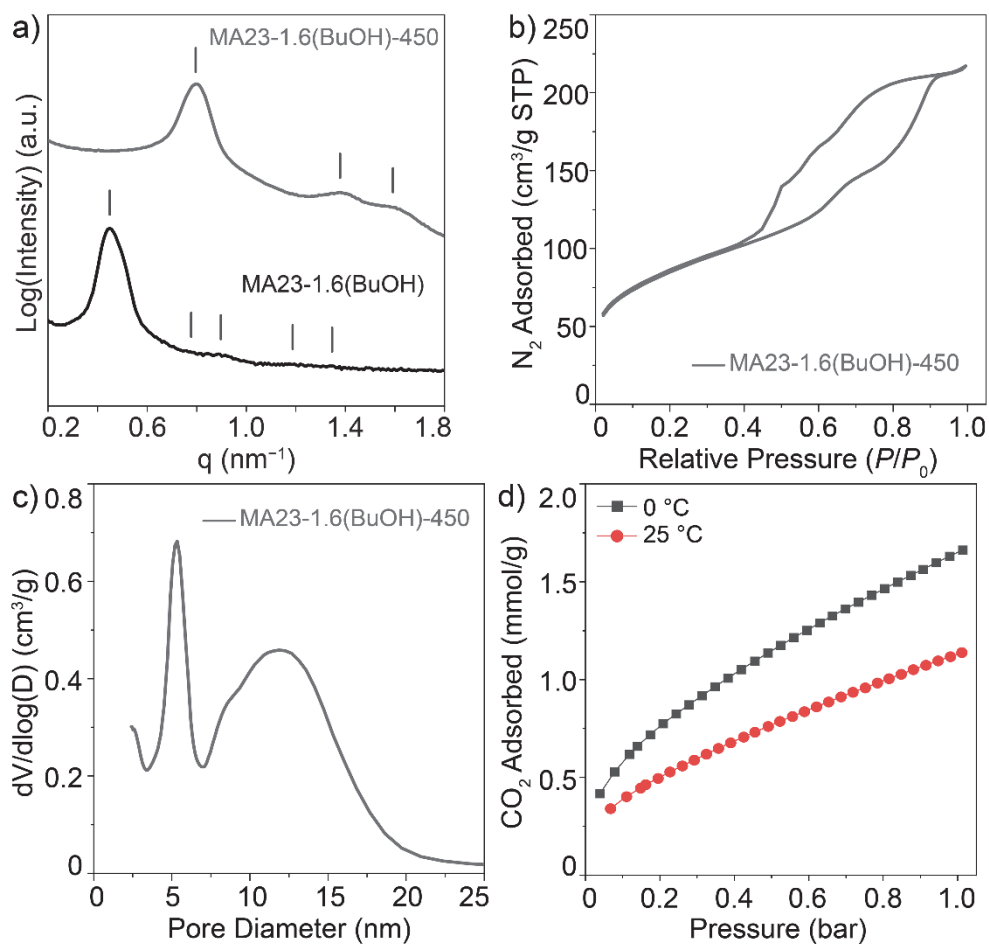 a)
MA23-1.6(BuOH)-450
MA23-1.6(BuOH)
Log(Intensity) (a.u.)
0.2 0.6 1.0 1.4 1.8
q (nm⁻¹)
b)
250
200
150
100
50
0
N₂ Adsorbed (cm³/g STP)
MA23-1.6(BuOH)-450
0.0 0.2 0.4 0.6 0.8 1.0
Relative Pressure (P/P₀)
c)
0.8
0.6
0.4
0.2
0
dV/dlog(D) (cm³/g)
MA23-1.6(BuOH)-450
0 5 10 15 20 25
Pore Diameter (nm)
d)
2.0
1.5
1.0
0.5
0
CO₂ Adsorbed (mmol/g)
0 °C
25 °C
0.0 0.2 0.4 0.6 0.8 1.0
Pressure (bar)